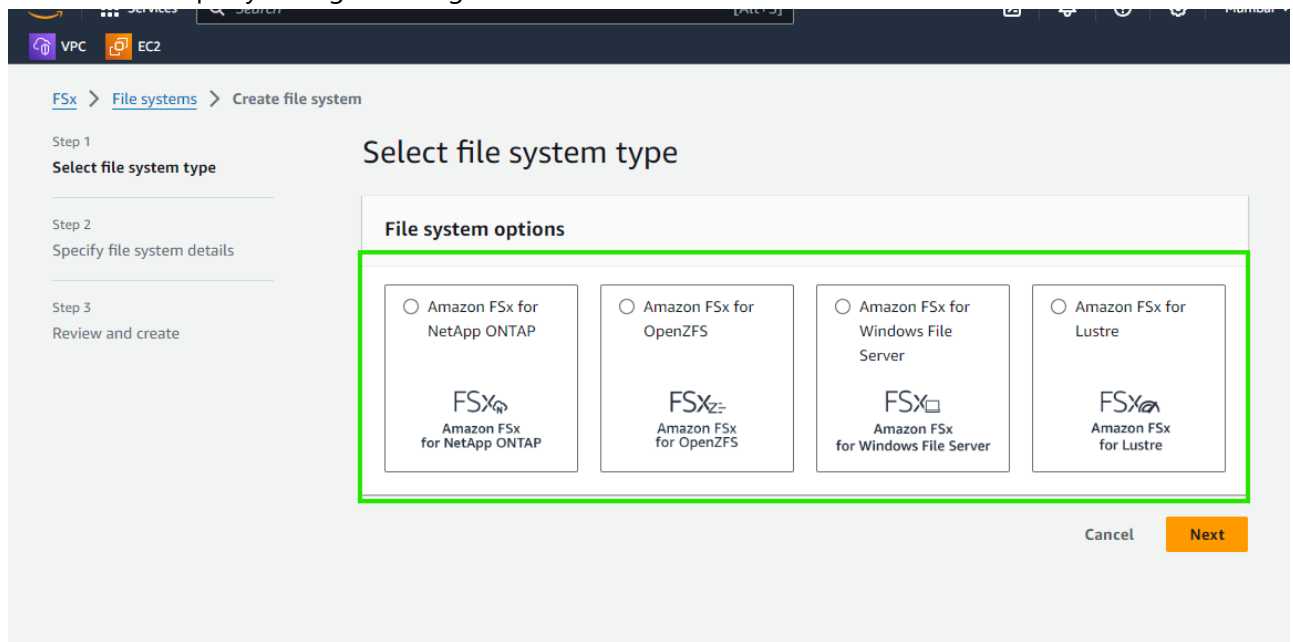 Services
Search
[Alt+S]
Mumbai
VPC
EC2
FSx > File systems > Create file system
Step 1
Select file system type
Step 2
Specify file system details
Step 3
Review and create
Select file system type
File system options
Amazon FSx for
NetApp ONTAP
FSx
Amazon FSx
for NetApp ONTAP
Amazon FSx for
OpenZFS
FSx
Amazon FSx
for OpenZFS
Amazon FSx for
Windows File
Server
FSx
Amazon FSx
for Windows File Server
Amazon FSx for
Lustre
FSx
Amazon FSx
for Lustre
Cancel
Next